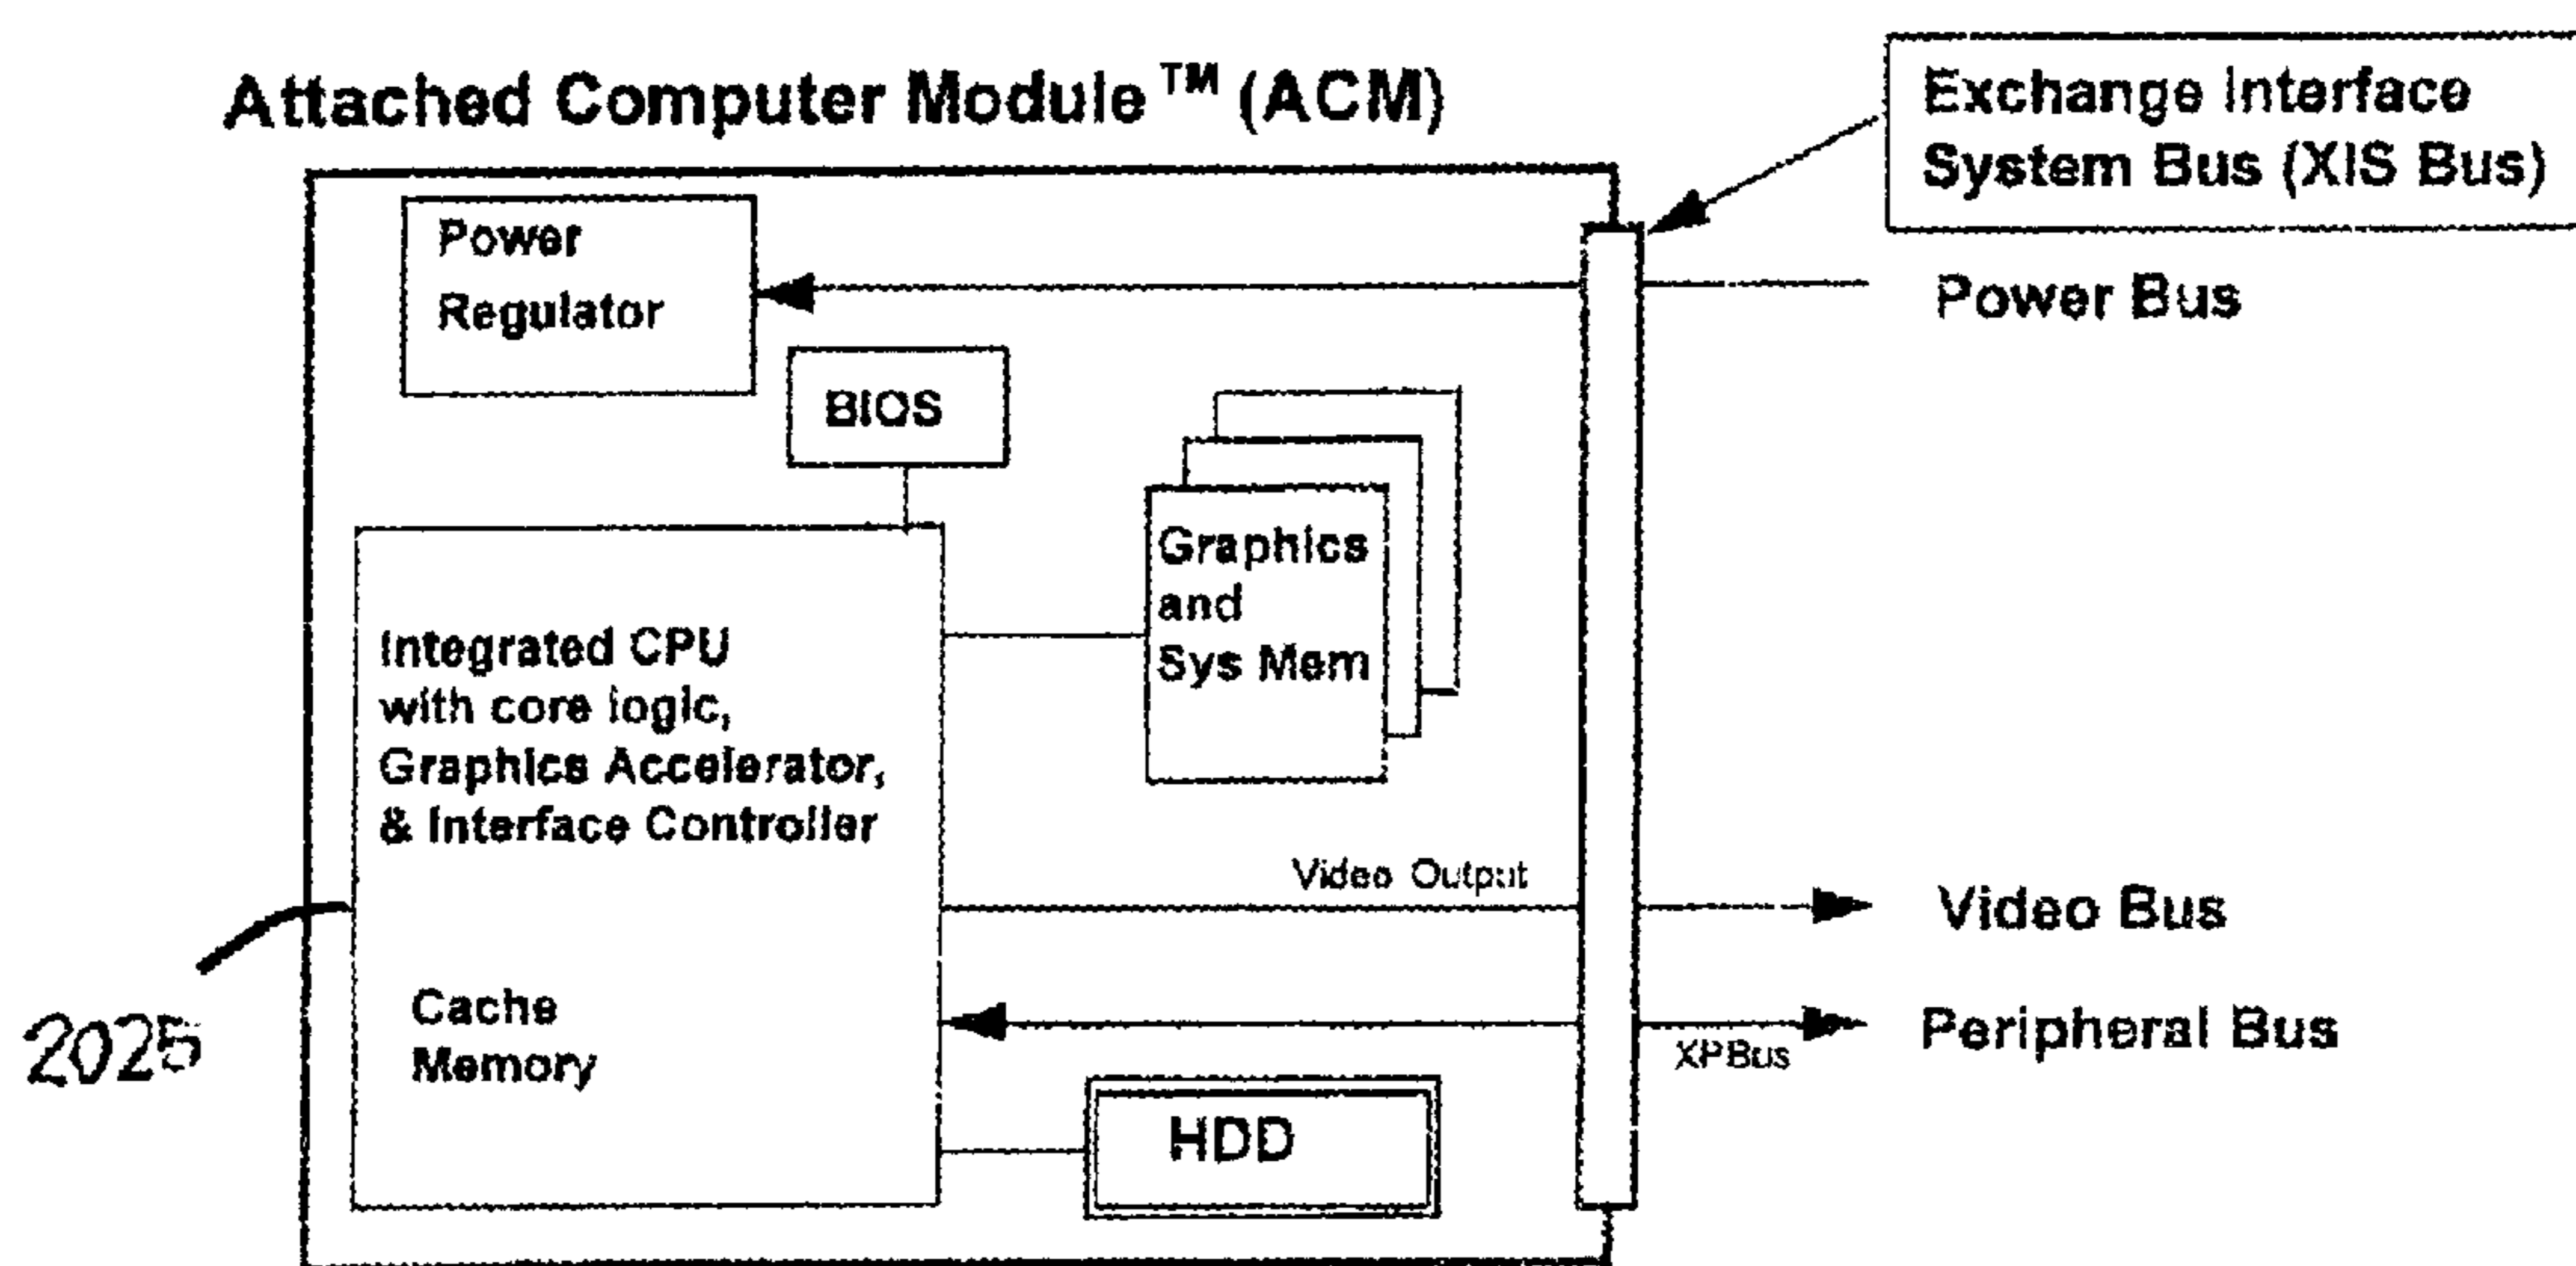 Attached Computer Module™ (ACM)
Exchange Interface
System Bus (XIS Bus)
Power
Regulator
Power Bus
BIOS
Graphics
and
Sys Mem
Integrated CPU
with core logic,
Graphics Accelerator,
& Interface Controller
Video Output
Video Bus
2025
Cache
Memory
XPBus
Peripheral Bus
HDD